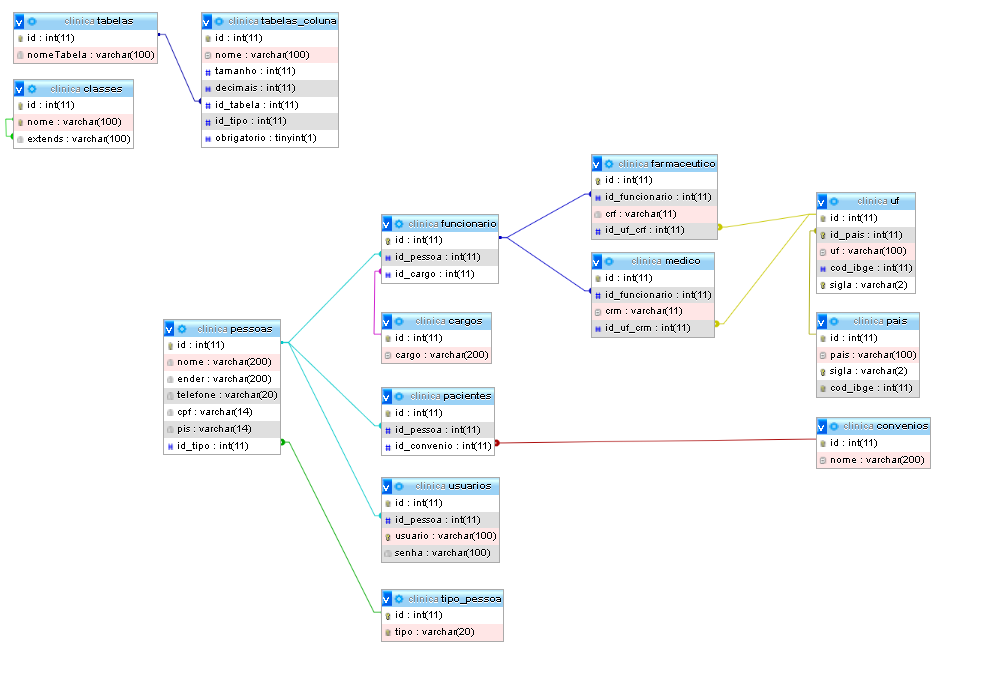 clinica tabelas
id : int(11)
nomeTabela : varchar(100)
clinica tabelas_coluna
id : int(11)
nome : varchar(100)
tamanho : int(11)
decimais : int(11)
id_tabela : int(11)
id_tipo : int(11)
obrigatorio : tinyint(1)
clinica classes
id : int(11)
nome : varchar(100)
extends : varchar(100)
clinica farmaceutico
id : int(11)
id_funcionario : int(11)
crf : varchar(11)
id_uf_crf : int(11)
clinica uf
id : int(11)
id_pais : int(11)
uf : varchar(100)
cod_ibge : int(11)
sigla : varchar(2)
clinica funcionario
id : int(11)
id_pessoa : int(11)
id_cargo : int(11)
clinica medico
id : int(11)
id_funcionario : int(11)
crm : varchar(11)
id_uf_crm : int(11)
clinica cargos
id : int(11)
cargo : varchar(200)
clinica pais
id : int(11)
pais : varchar(100)
sigla : varchar(2)
cod_ibge : int(11)
clinica pessoas
id : int(11)
nome : varchar(200)
ender : varchar(200)
telefone : varchar(20)
cpf : varchar(14)
pis : varchar(14)
id_tipo : int(11)
clinica pacientes
id : int(11)
id_pessoa : int(11)
id_convenio : int(11)
clinica convenios
id : int(11)
nome : varchar(200)
clinica usuarios
id : int(11)
id_pessoa : int(11)
usuario : varchar(100)
senha : varchar(100)
clinica tipo_pessoa
id : int(11)
tipo : varchar(20)